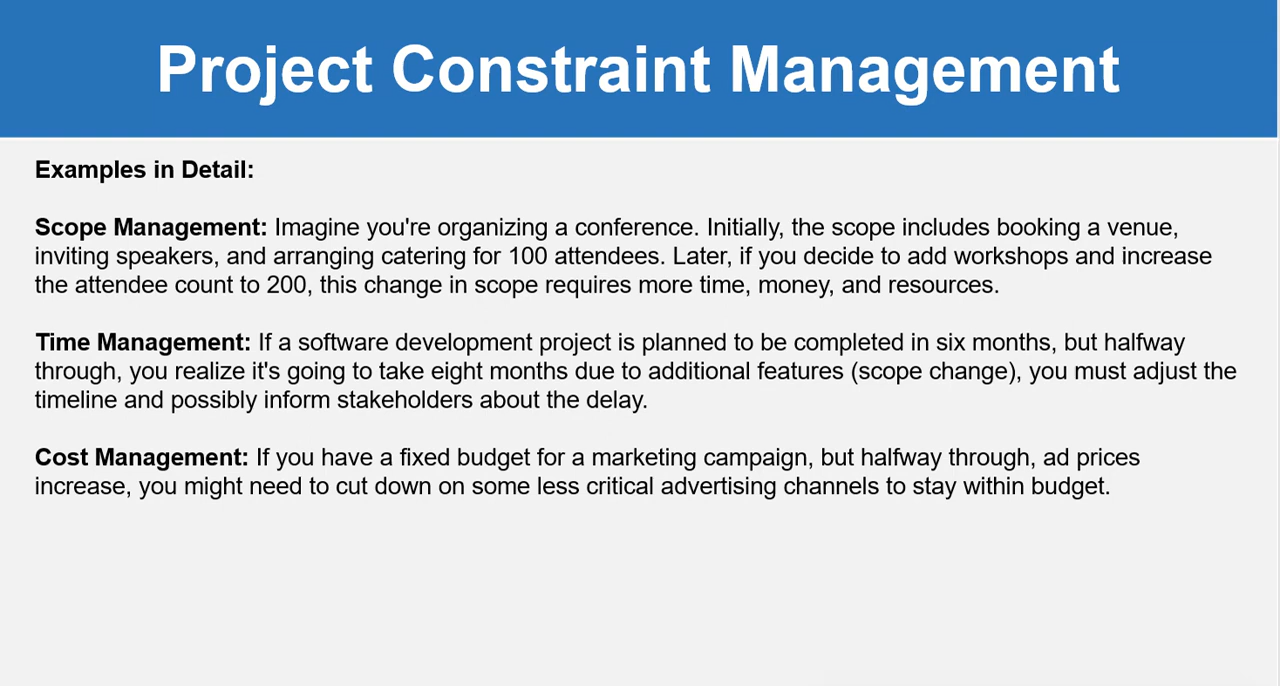 Project Constraint Management
Examples in Detail:
Scope Management: Imagine you're organizing a conference. Initially, the scope includes booking a venue,
inviting speakers, and arranging catering for 100 attendees. Later, if you decide to add workshops and increase
the attendee count to 200, this change in scope requires more time, money, and resources.
Time Management: If a software development project is planned to be completed in six months, but halfway
through, you realize it's going to take eight months due to additional features (scope change), you must adjust the
timeline and possibly inform stakeholders about the delay.
Cost Management: If you have a fixed budget for a marketing campaign, but halfway through, ad prices
increase, you might need to cut down on some less critical advertising channels to stay within budget.